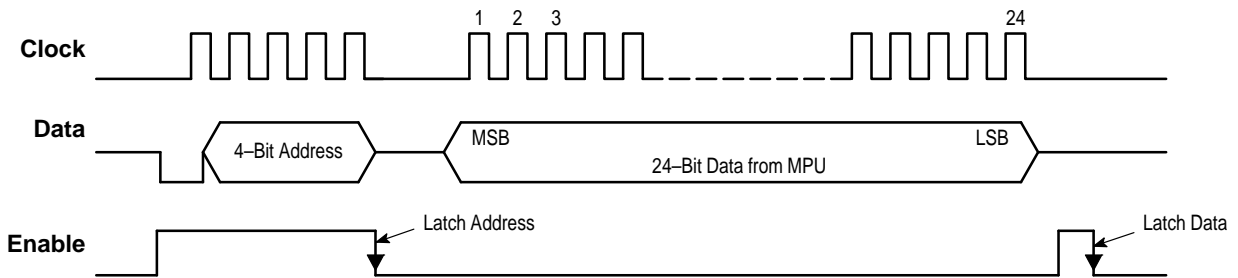 1 2 3 24
Clock
Data
4–Bit Address
MSB
LSB
24–Bit Data from MPU
Enable
Latch Address
Latch Data